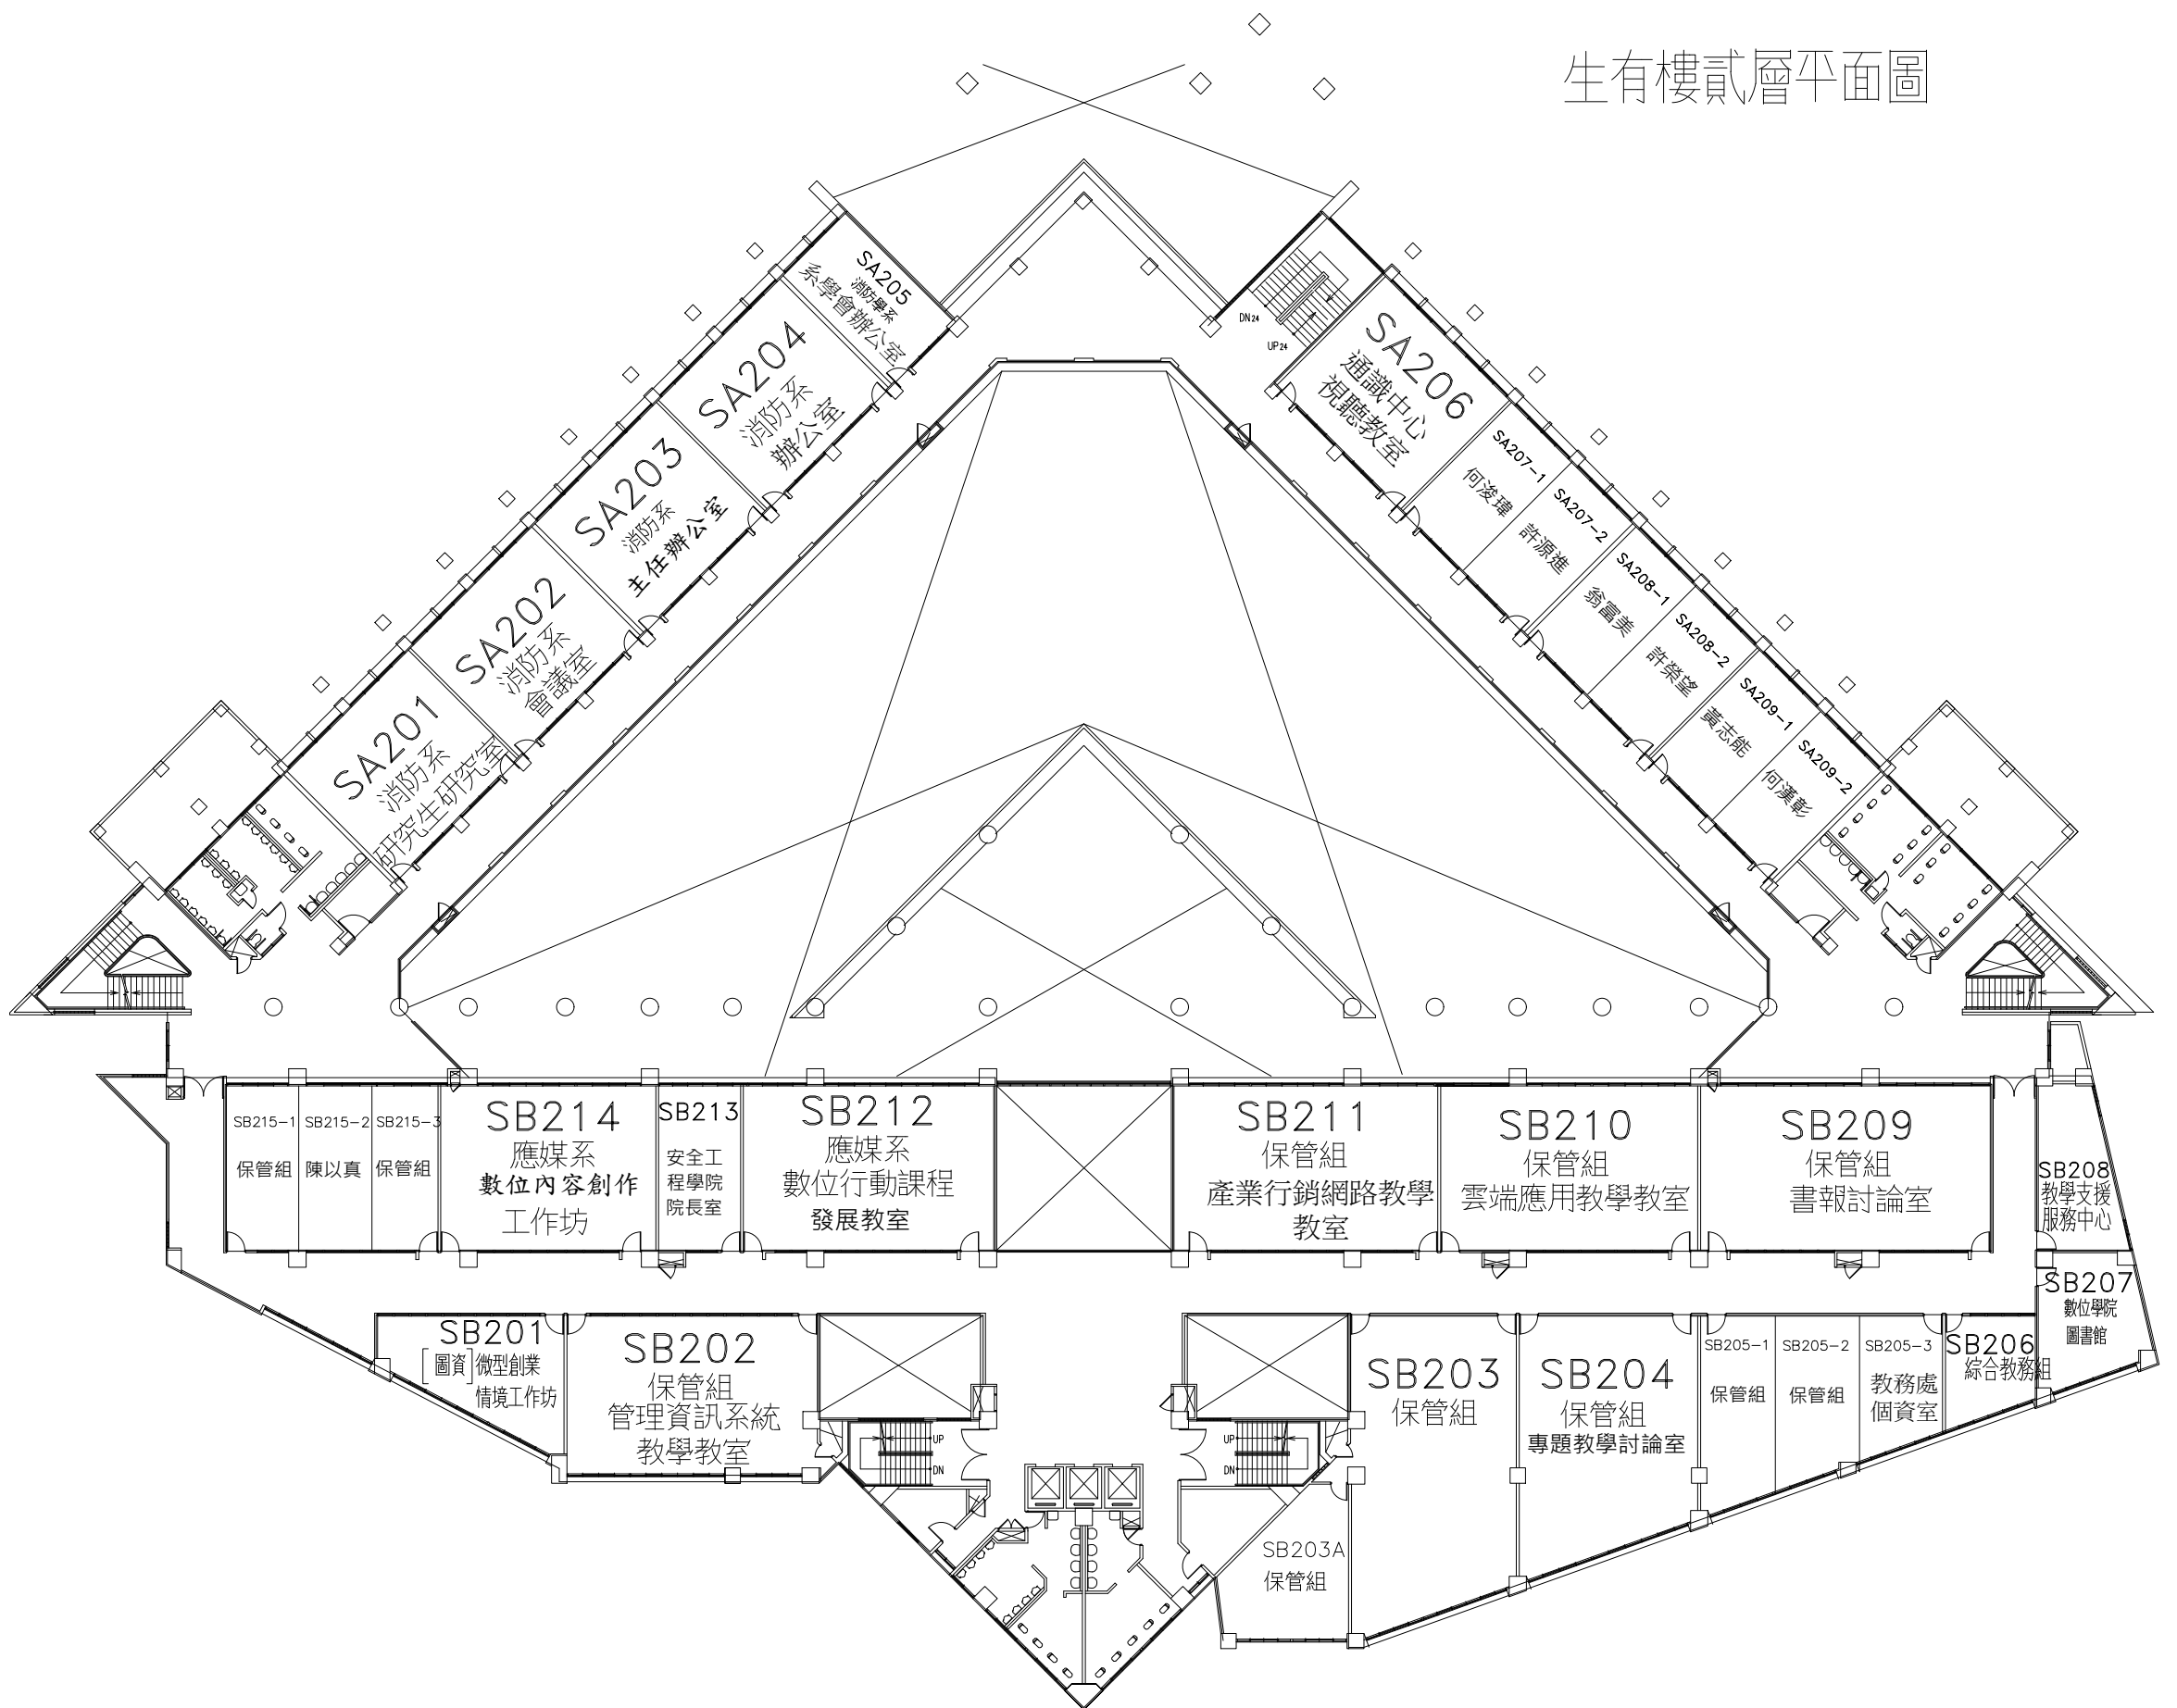 生有樓貳層平面圖
SA205
消防學系
系學會辦公室
SA204
消防系
辦公室
SA203
消防系
主任辦公室
SA202
消防系
會議室
SA201
消防系
研究生研究室
DN24
UP24
SA206
通識中心
視聽教室
SA207-1
何浚瑋
SA207-2
許源進
SA208-1
翁富美
SA208-2
許榮望
SA209-1
黃志能
SA209-2
何漢彰
SB215-1
保管組
SB215-2
陳以真
SB215-3
保管組
SB214
應媒系
數位內容創作
工作坊
SB213
安全工
程學院
院長室
SB212
應媒系
數位行動課程
發展教室
SB211
保管組
產業行銷網路教學
教室
SB210
保管組
雲端應用教學教室
SB209
保管組
書報討論室
SB208
教學支援
服務中心
SB207
數位學院
圖書館
SB201
[圖資]微型創業
情境工作坊
SB202
保管組
管理資訊系統
教學教室
UP
DN
UP
DN
SB203
保管組
SB204
保管組
專題教學討論室
SB205-1
保管組
SB205-2
保管組
SB205-3
教務處
個資室
SB206
綜合教務組
SB203A
保管組